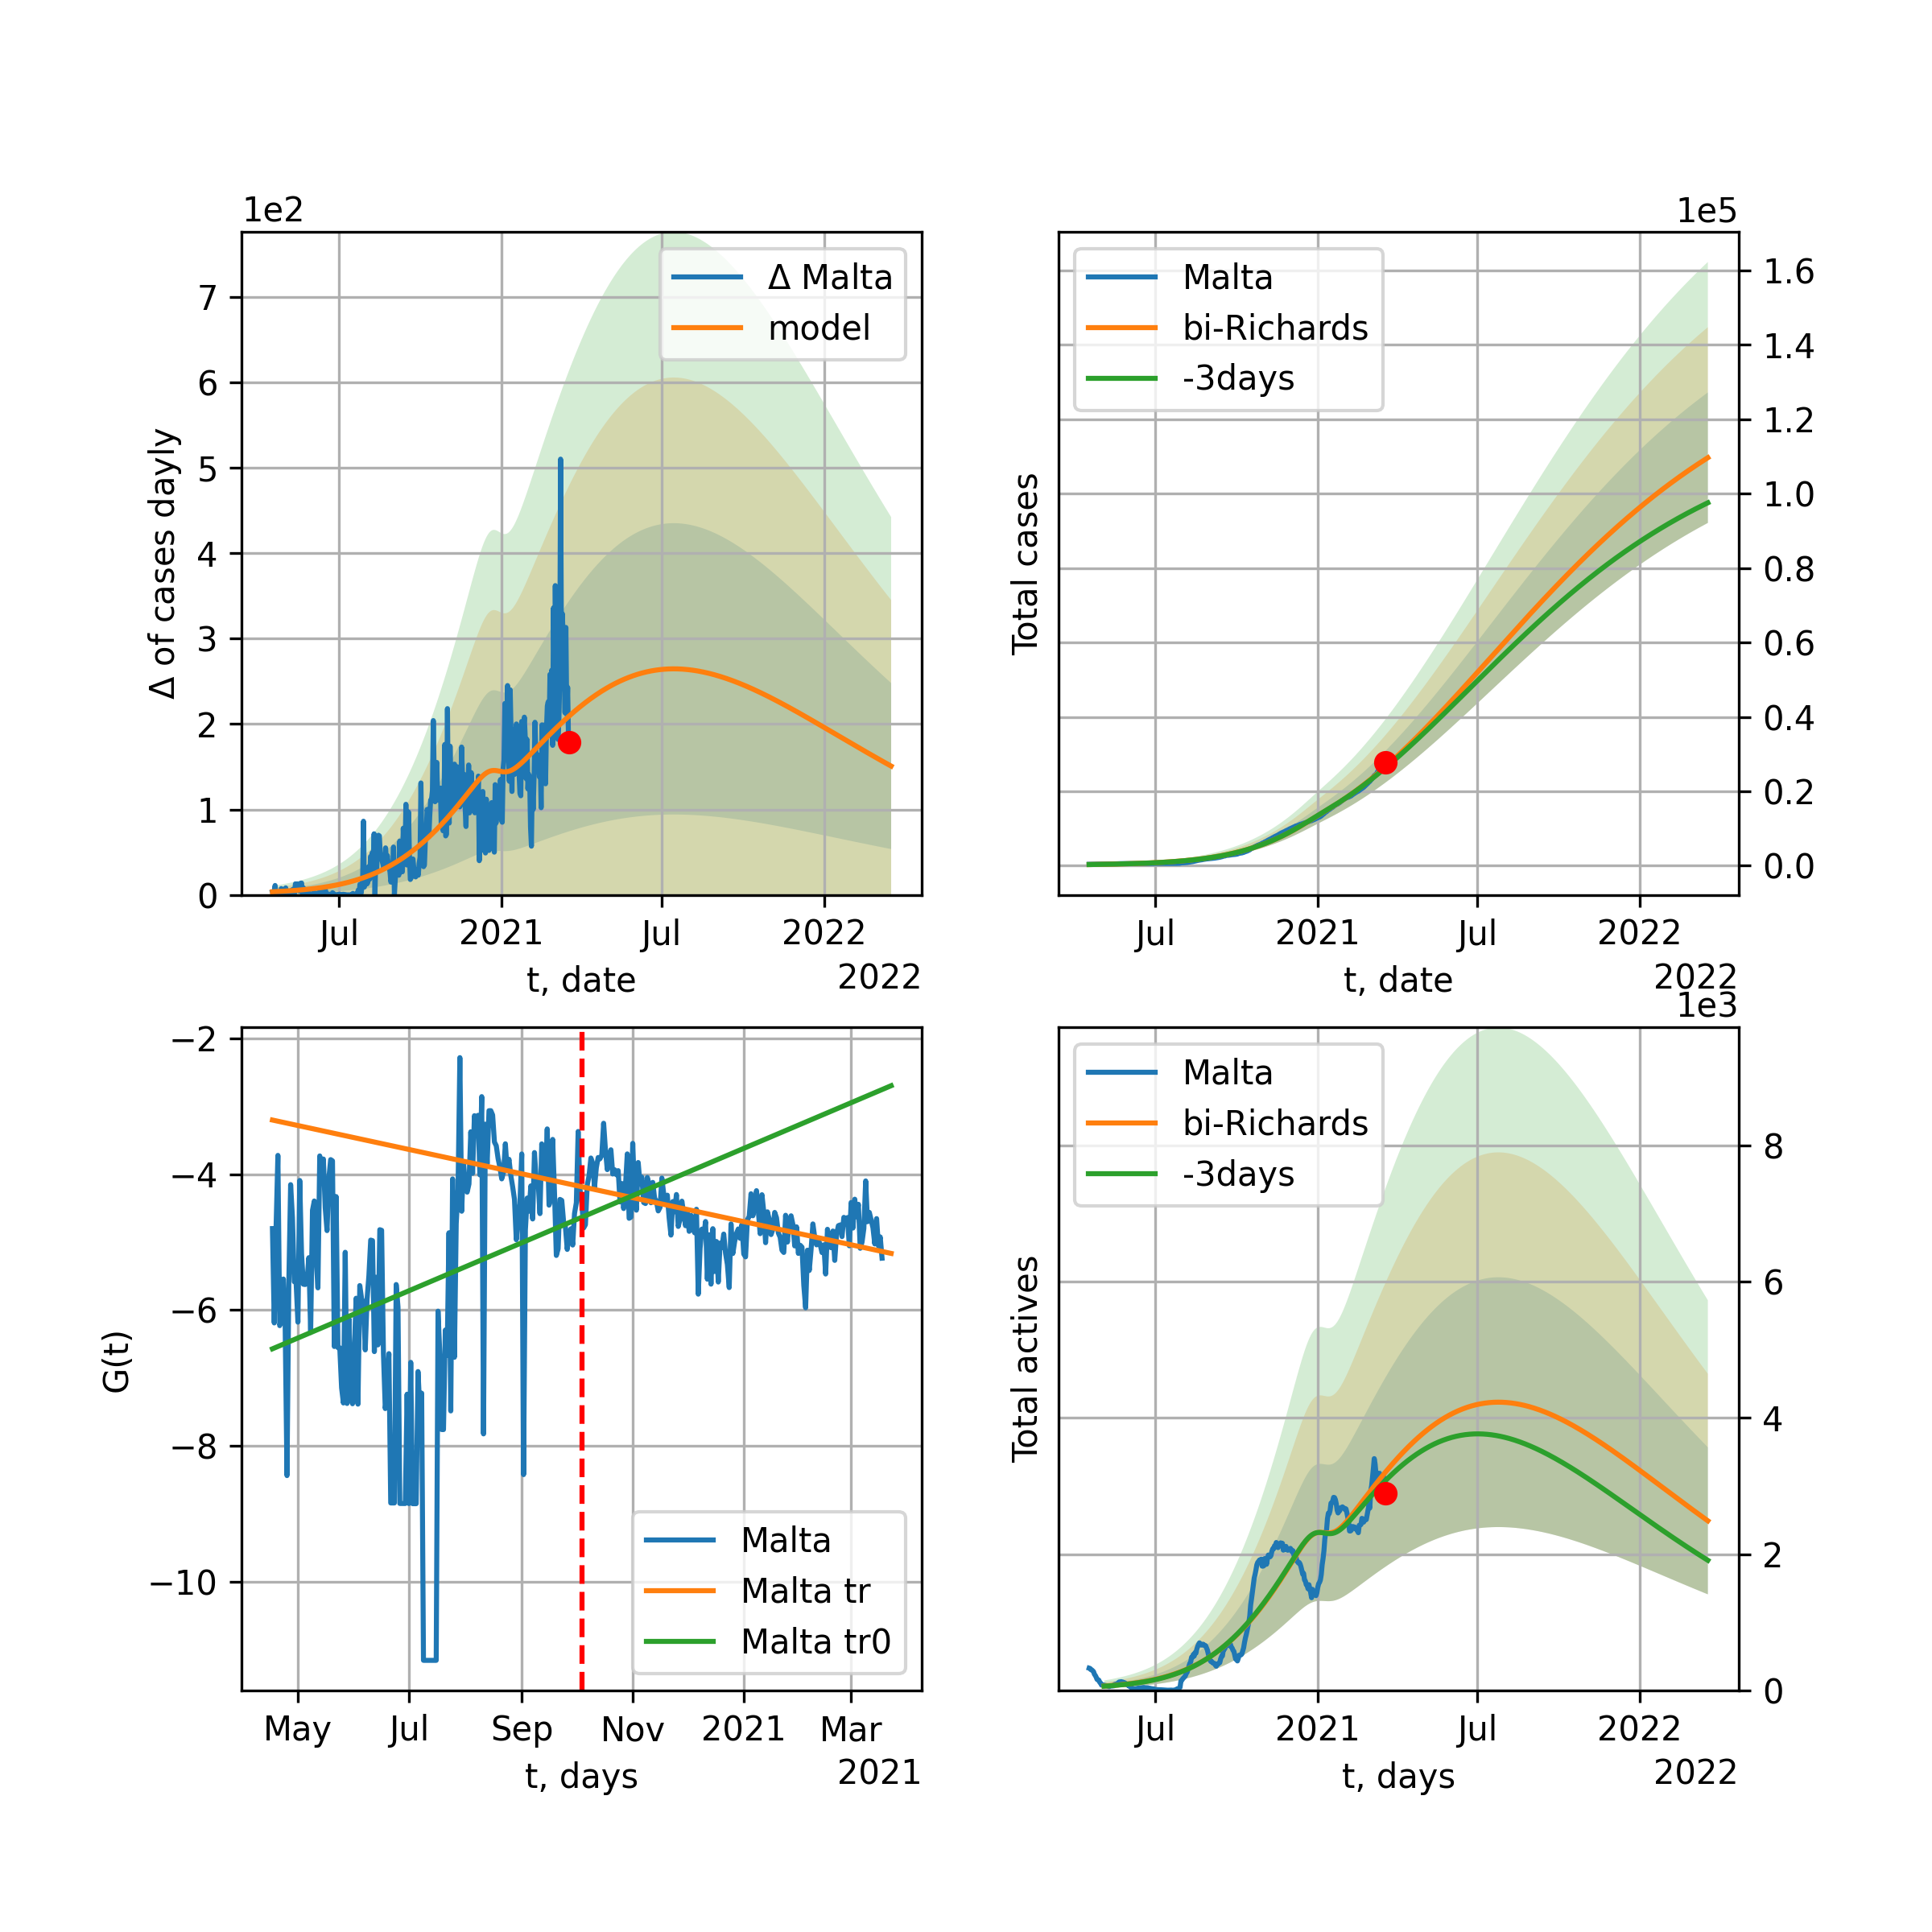 1e2
Δ of cases dayly
7
6
5
4
3
2
1
0
Δ Malta
model
Jul
2021
Jul
2022
t, date
2022
1e5
Total cases
Malta
bi-Richards
-3days
1.6
1.4
1.2
1.0
0.8
0.6
0.4
0.2
0.0
Jul
2021
Jul
2022
t, date
2022
G(t)
−2
−4
−6
−8
−10
Malta
Malta tr
Malta tr0
May
Jul
Sep
Nov
2021
Mar
t, days
2021
1e3
Total actives
Malta
bi-Richards
-3days
8
6
4
2
0
Jul
2021
Jul
2022
t, days
2022